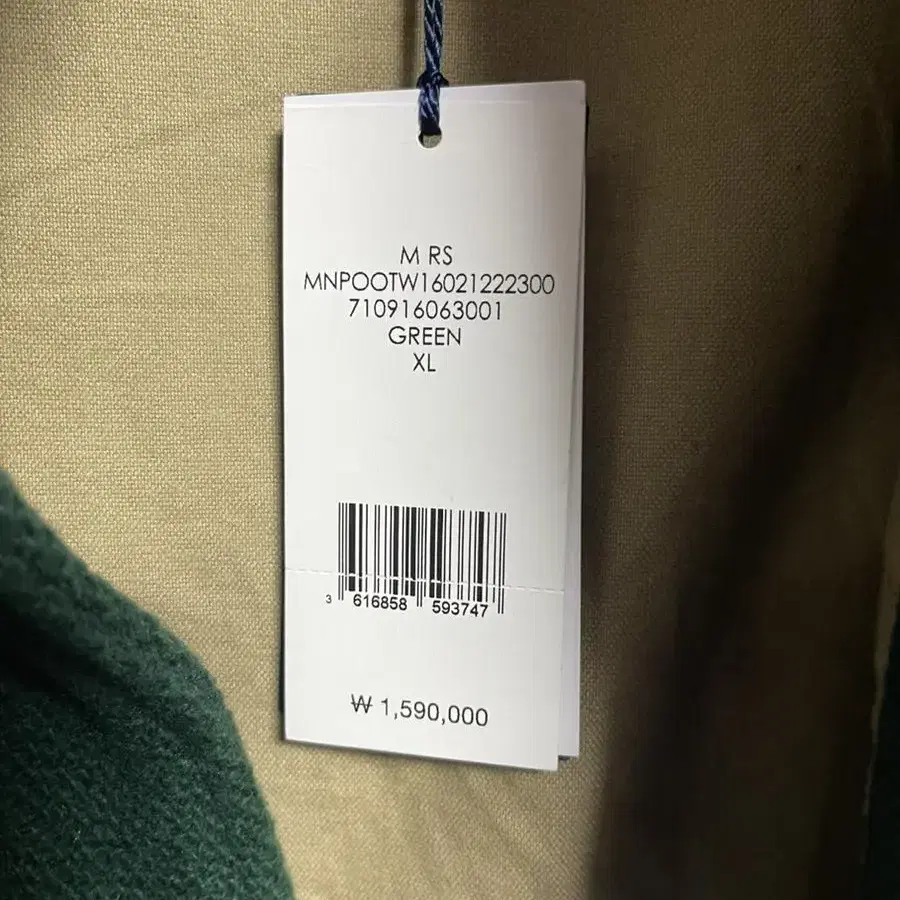 M RS
MNPOOTW16021222300
710916063001
GREEN
XL
3 616858 593747
₩ 1,590,000